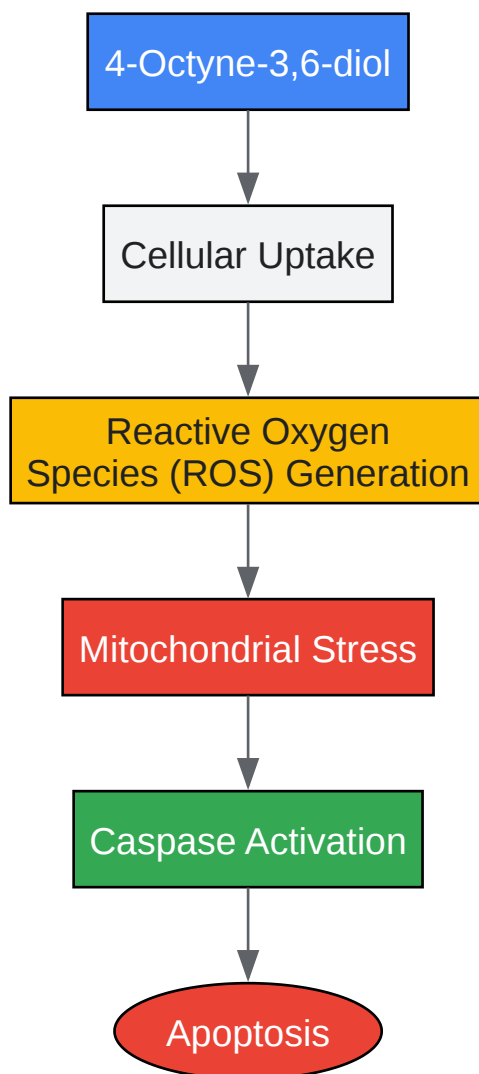 4-Octyne-3,6-diol
Cellular Uptake
Reactive Oxygen
Species (ROS) Generation
Mitochondrial Stress
Caspase Activation
Apoptosis